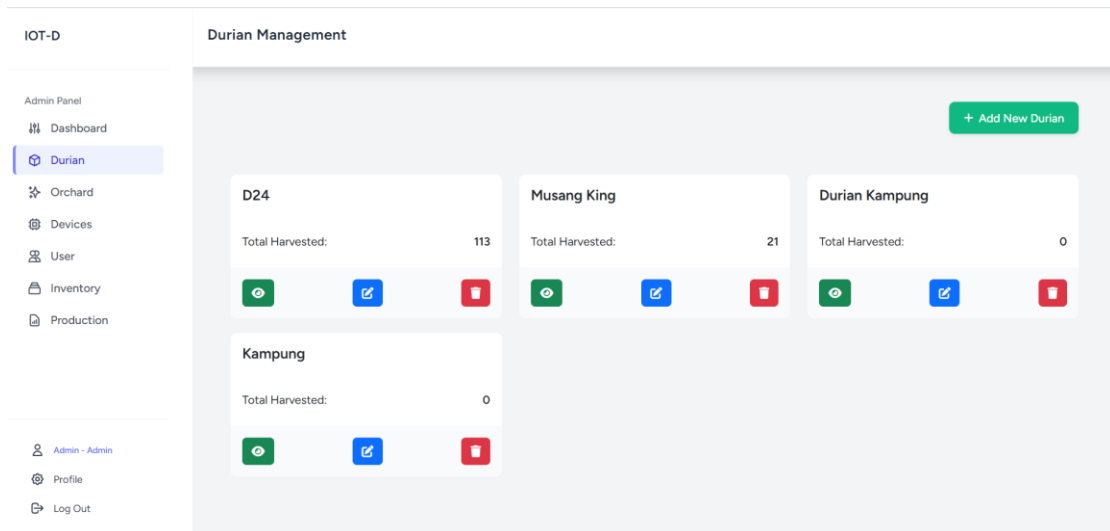 IOT-D
Durian Management
Admin Panel
Dashboard
Durian
Orchard
Devices
User
Inventory
Production
Admin - Admin
Profile
Log Out
+ Add New Durian
D24
Total Harvested: 113
Musang King
Total Harvested: 21
Durian Kampung
Total Harvested: 0
Kampung
Total Harvested: 0